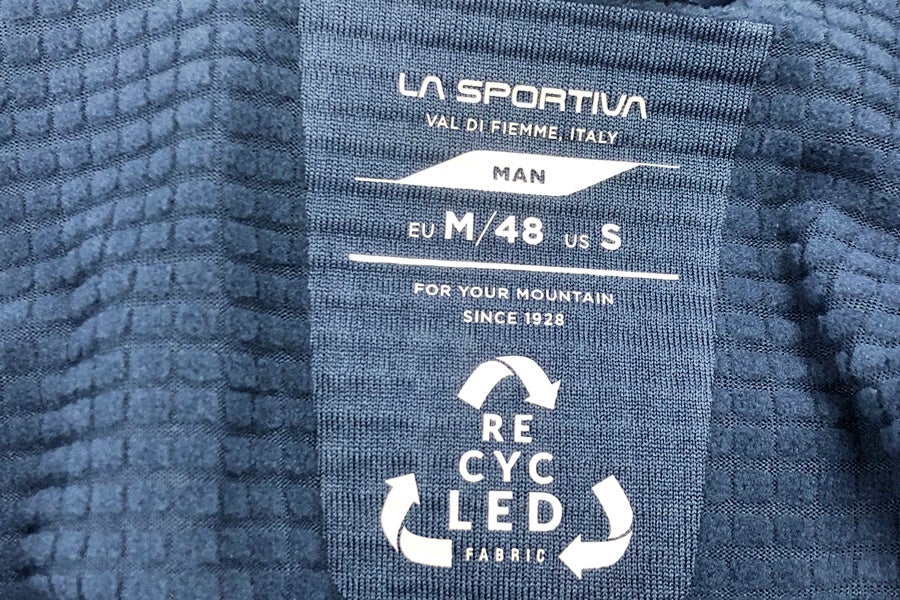 LA SPORTIVA
VAL DI FIEMME, ITALY
MAN
EU M/48 US S
FOR YOUR MOUNTAIN
SINCE 1928
RE
CYC
LED
FABRIC